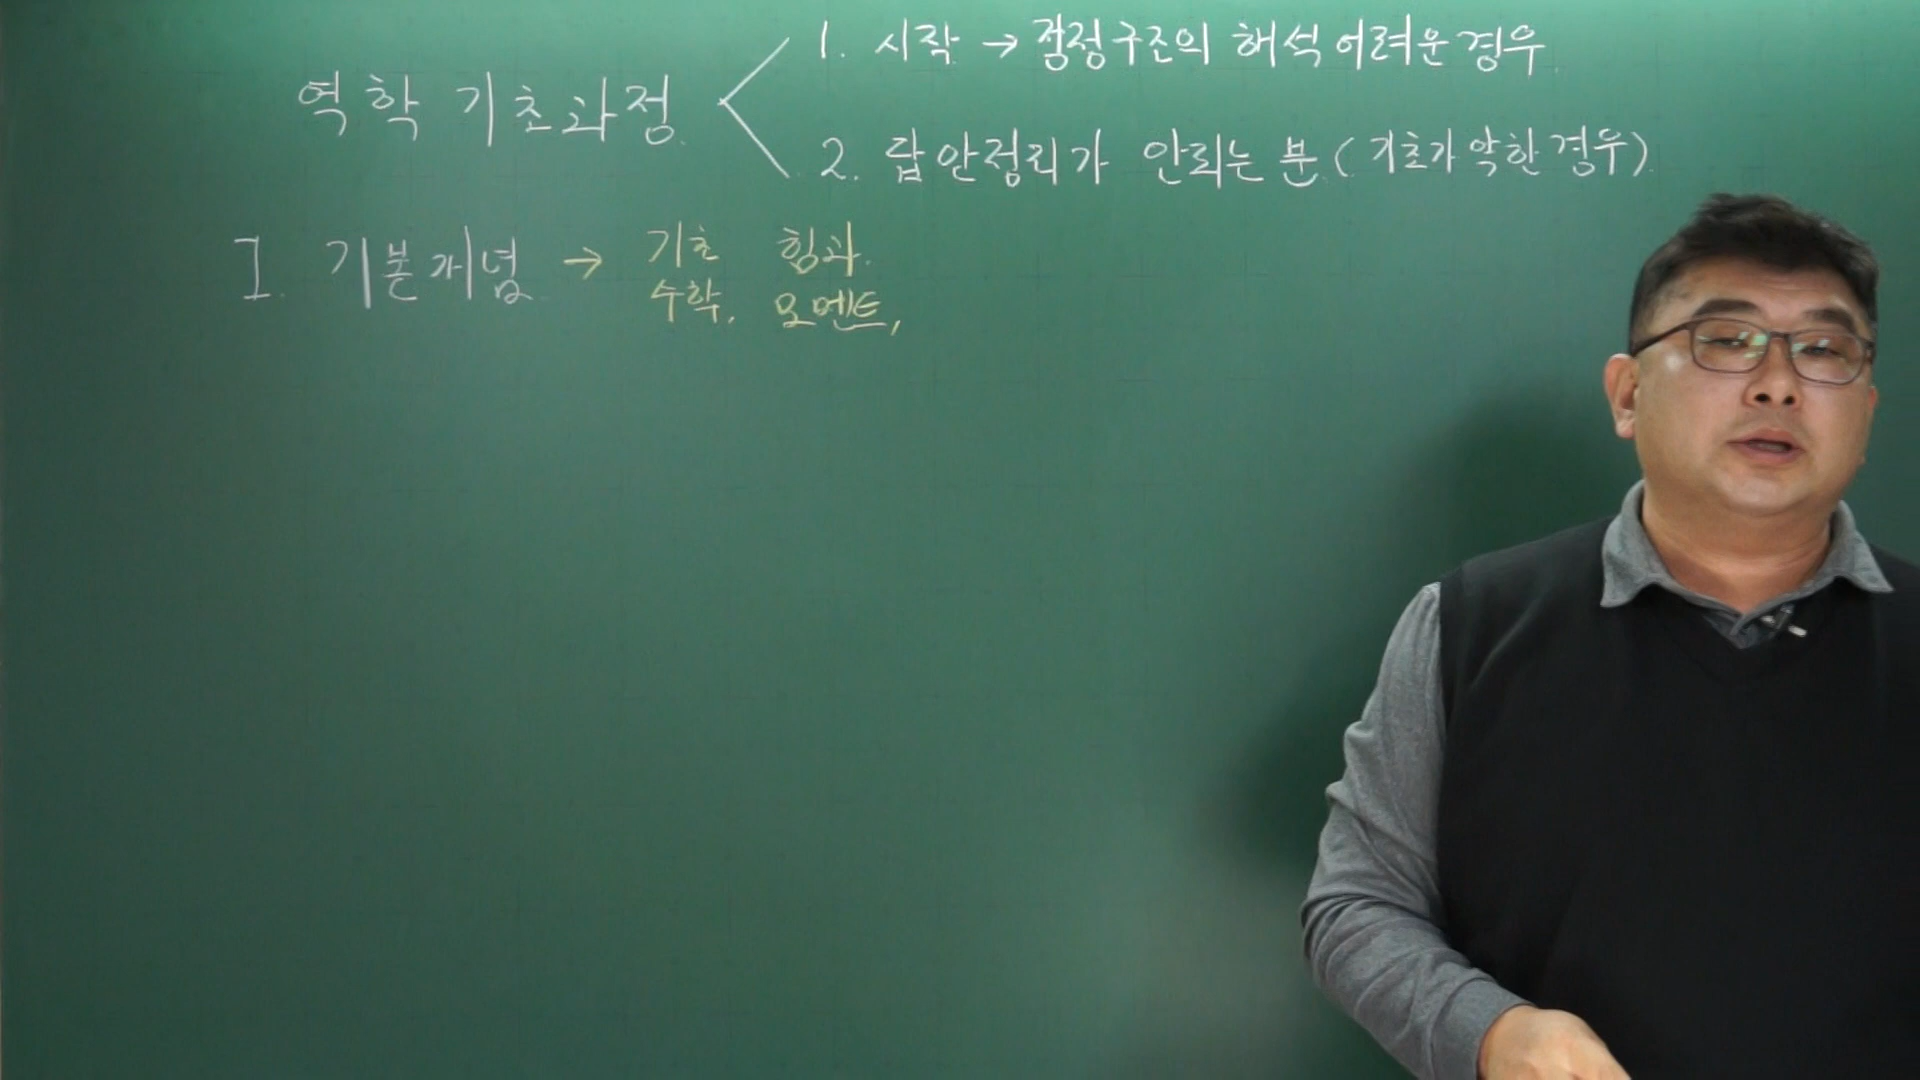 역학 기초과정
1. 시작 → 정정구조의 해석 어려운 경우
2. 답안정리가 안되는 분 (기초가 약한 경우)
I. 기본개념 → 기초 힘과
수학, 모멘트,